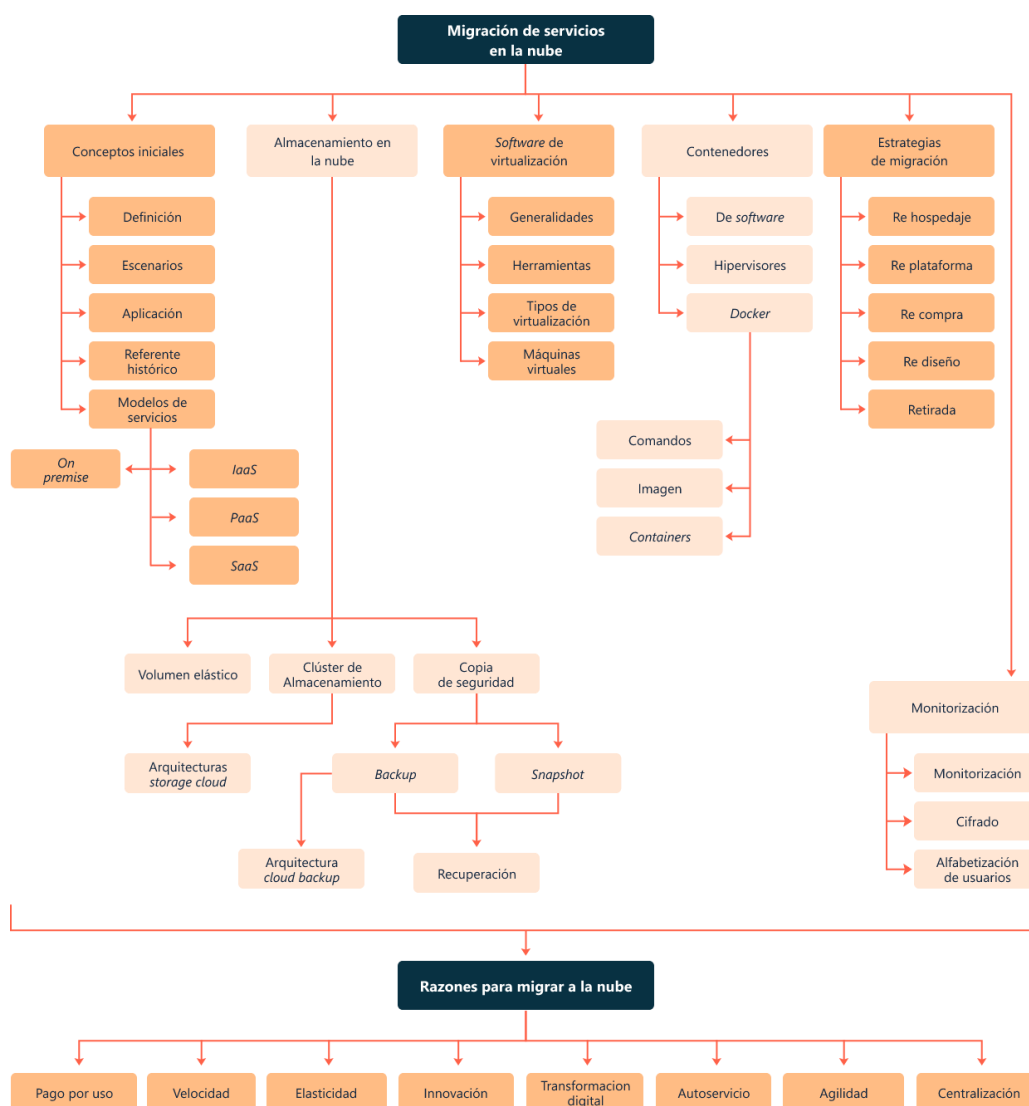 Migración de servicios
en la nube
Conceptos iniciales
Almacenamiento en
la nube
Software de
virtualización
Contenedores
Estrategias
de migración
Definición
Escenarios
Aplicación
Referente
histórico
Modelos de
servicios
On
premise
IaaS
PaaS
SaaS
Generalidades
Herramientas
Tipos de
virtualización
Máquinas
virtuales
De software
Hipervisores
Docker
Comandos
Imagen
Containers
Re hospedaje
Re plataforma
Re compra
Re diseño
Retirada
Volumen elástico
Clúster de
Almacenamiento
Copia
de seguridad
Arquitecturas
storage cloud
Backup
Snapshot
Arquitectura
cloud backup
Recuperación
Monitorización
Monitorización
Cifrado
Alfabetización
de usuarios
Razones para migrar a la nube
Pago por uso
Velocidad
Elasticidad
Innovación
Transformacion
digital
Autoservicio
Agilidad
Centralización